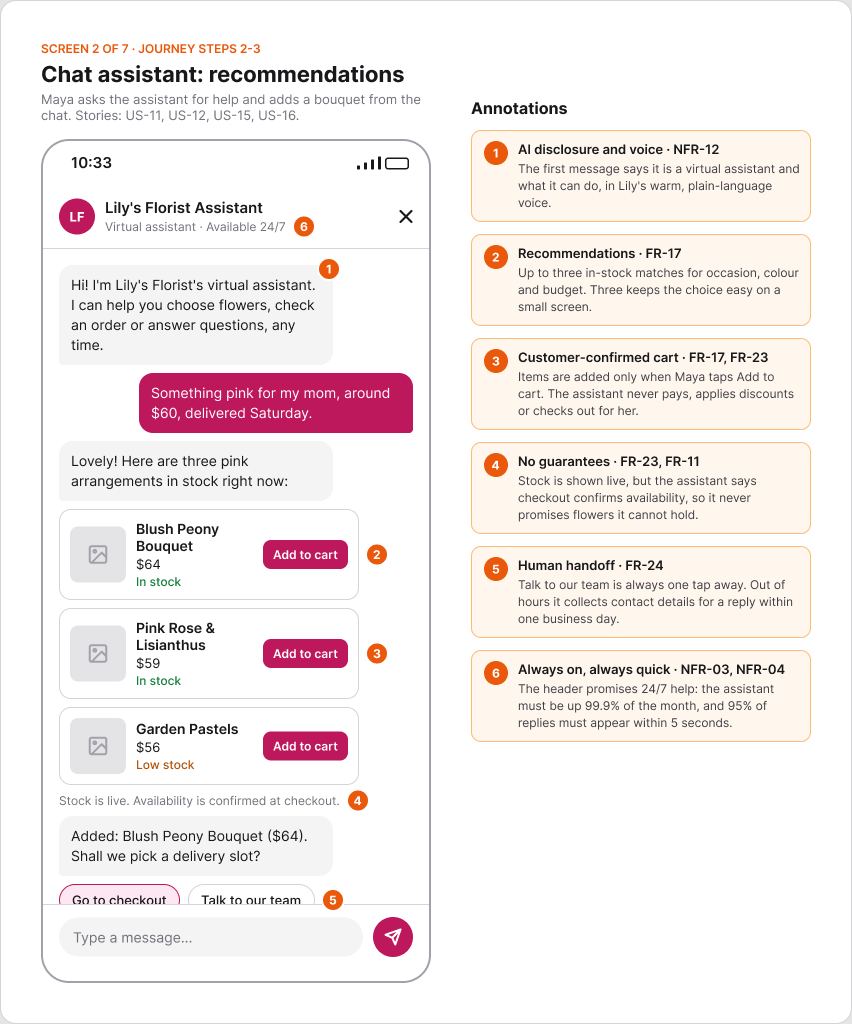 SCREEN 2 OF 7 · JOURNEY STEPS 2-3
Chat assistant: recommendations
Maya asks the assistant for help and adds a bouquet from the
chat. Stories: US-11, US-12, US-15, US-16.
10:33
LF
Lily's Florist Assistant
Virtual assistant · Available 24/7
6
1
Hi! I'm Lily's Florist's virtual assistant.
I can help you choose flowers, check
an order or answer questions, any
time.
Something pink for my mom, around
$60, delivered Saturday.
Lovely! Here are three pink
arrangements in stock right now:
Blush Peony
Bouquet
$64
In stock
Add to cart
2
Pink Rose &
Lisianthus
$59
In stock
Add to cart
3
Garden Pastels
$56
Low stock
Add to cart
Stock is live. Availability is confirmed at checkout.
4
Added: Blush Peony Bouquet ($64).
Shall we pick a delivery slot?
Go to checkout
Talk to our team
5
Type a message...
Annotations
1
AI disclosure and voice · NFR-12
The first message says it is a virtual assistant and
what it can do, in Lily's warm, plain-language
voice.
2
Recommendations · FR-17
Up to three in-stock matches for occasion, colour
and budget. Three keeps the choice easy on a
small screen.
3
Customer-confirmed cart · FR-17, FR-23
Items are added only when Maya taps Add to
cart. The assistant never pays, applies discounts
or checks out for her.
4
No guarantees · FR-23, FR-11
Stock is shown live, but the assistant says
checkout confirms availability, so it never
promises flowers it cannot hold.
5
Human handoff · FR-24
Talk to our team is always one tap away. Out of
hours it collects contact details for a reply within
one business day.
6
Always on, always quick · NFR-03, NFR-04
The header promises 24/7 help: the assistant
must be up 99.9% of the month, and 95% of
replies must appear within 5 seconds.